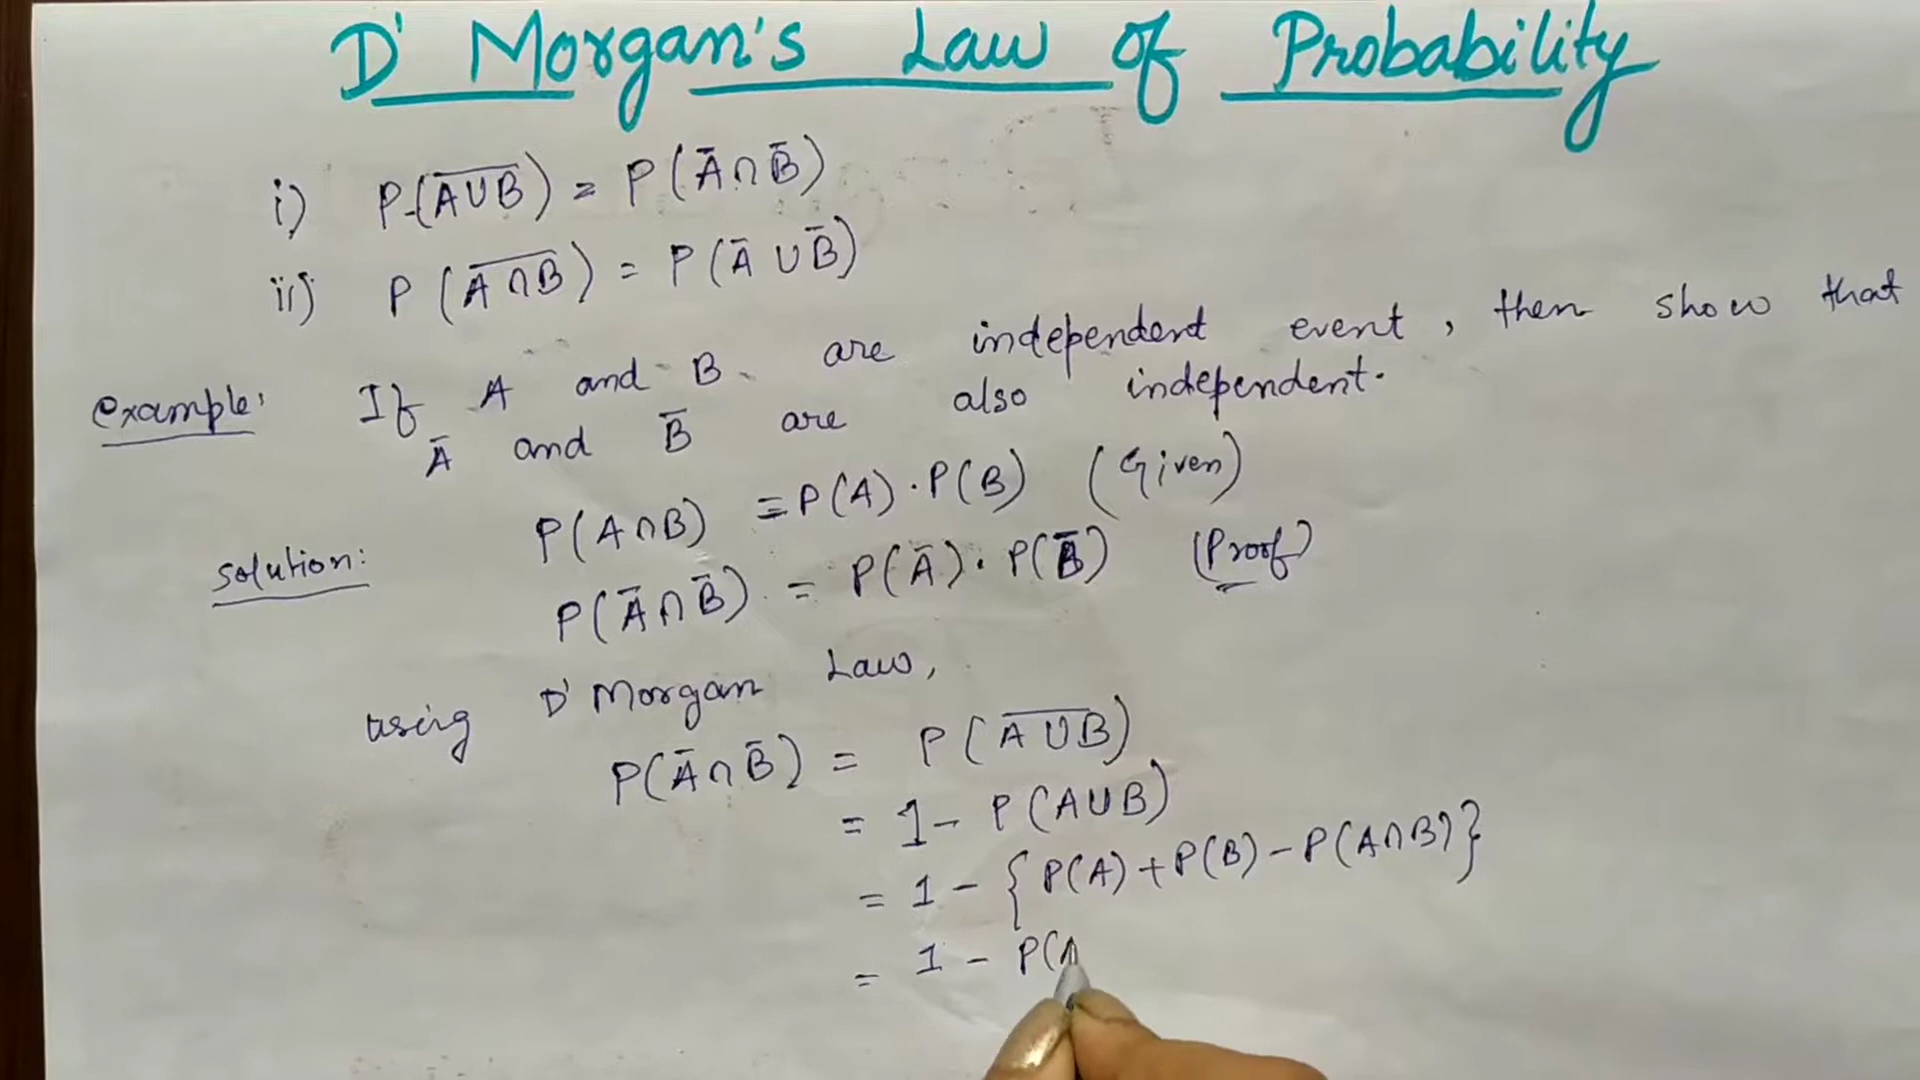 D' Morgan's Law of Probability
i) P(A̅U̅B̅) = P(A̅∩B̅)
ii) P(A̅∩̅B̅) = P(A̅ ∪ B̅)
example: If A and B are independent event, then show that
A̅ and B̅ are also independent.
solution: P(A∩B) = P(A)·P(B) (Given)
P(A̅∩B̅) = P(A̅)·P(B̅) (Proof)
using D' Morgan Law,
P(A̅∩B̅) = P(A̅U̅B̅)
= 1 - P(AUB)
= 1 - {P(A)+P(B)-P(A∩B)}
= 1 - P(A